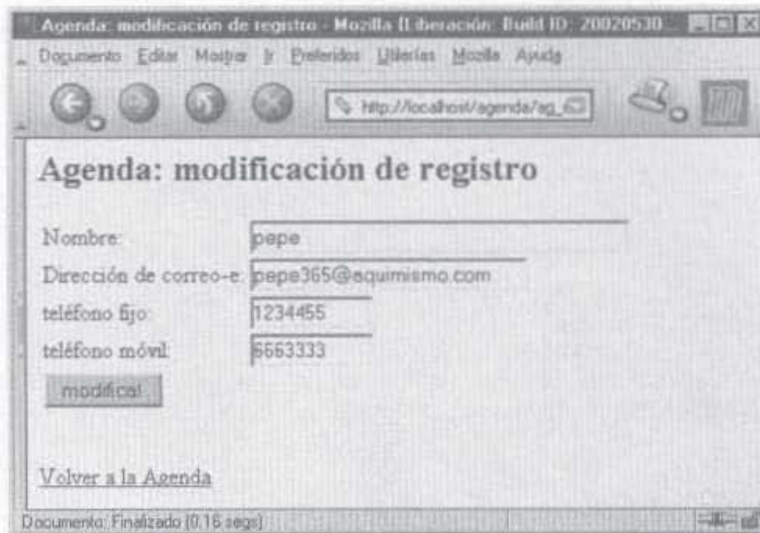 Agenda: modificación de registro - Mozilla {Liberación: Build ID: 20020530...
Documento Editar Mostrar Ir Preferidos Utilerías Mozilla Ayuda
http://localhost/agenda/ag_
Agenda: modificación de registro
Nombre: pepe
Dirección de correo-e: pepe365@aquimismo.com
teléfono fijo: 1234455
teléfono móvil: 6663333
modifica!
Volver a la Agenda
Documento: Finalizado (0.16 segs)